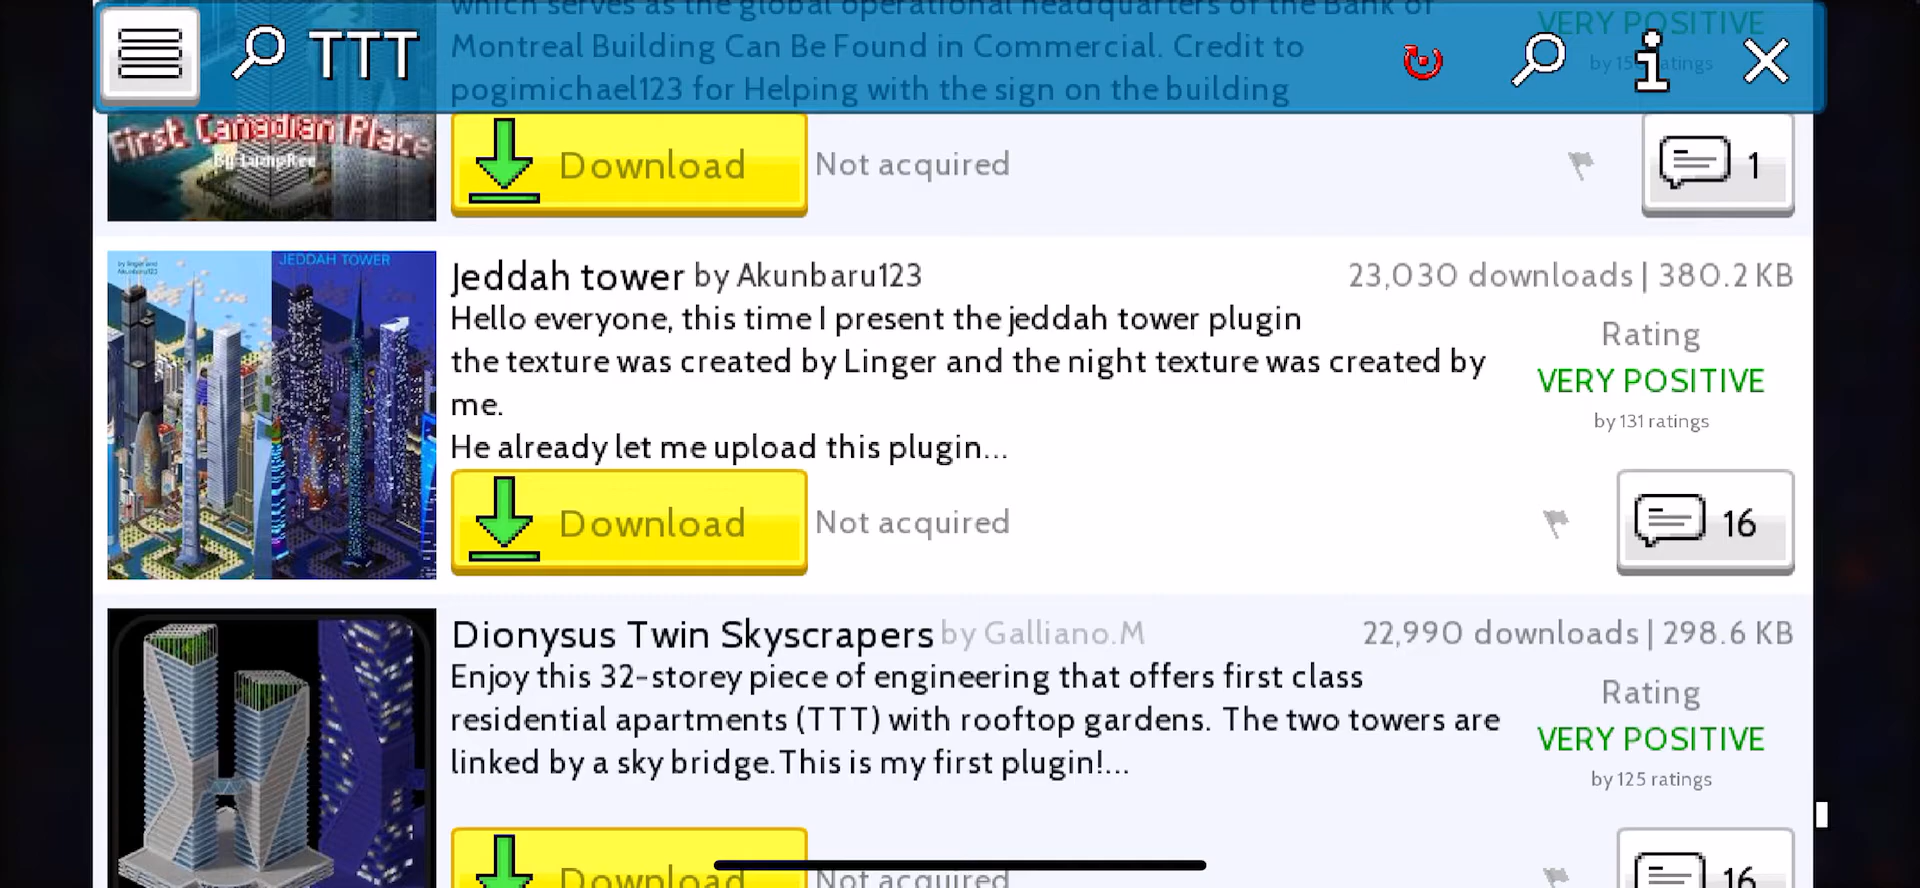 which serves as the global operational headquarters of the Bank of
VERY POSITIVE
TTT
Montreal Building Can Be Found in Commercial. Credit to
ratings
pogimichael123 for Helping with the sign on the building
First Canadian Place
Download
Not acquired
1
by linger and
Akunbaru123
JEDDAH TOWER
Jeddah tower by Akunbaru123
23,030 downloads | 380.2 KB
Hello everyone, this time I present the jeddah tower plugin
the texture was created by Linger and the night texture was created by
me.
He already let me upload this plugin...
Rating
VERY POSITIVE
by 131 ratings
Download
Not acquired
16
Dionysus Twin Skyscrapers by Galliano.M
22,990 downloads | 298.6 KB
Enjoy this 32-storey piece of engineering that offers first class
residential apartments (TTT) with rooftop gardens. The two towers are
linked by a sky bridge.This is my first plugin!...
Rating
VERY POSITIVE
by 125 ratings
Download
Not acquired
16